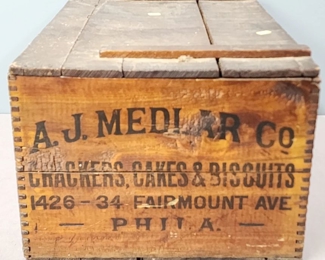 A.J. MEDLAR CO
CRACKERS, CAKES & BISCUITS
1426-34 FAIRMOUNT AVE
— PHILA. —